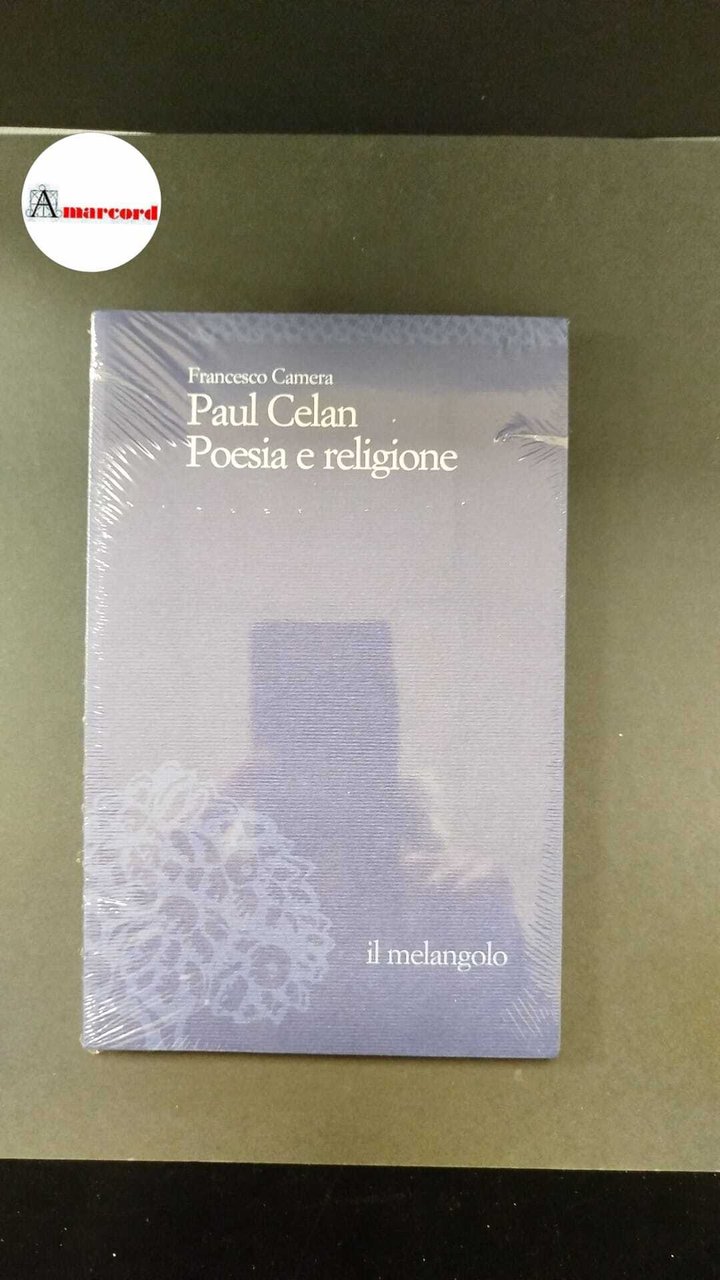 Amarcord
Francesco Camera
Paul Celan
Poesia e religione
il melangolo